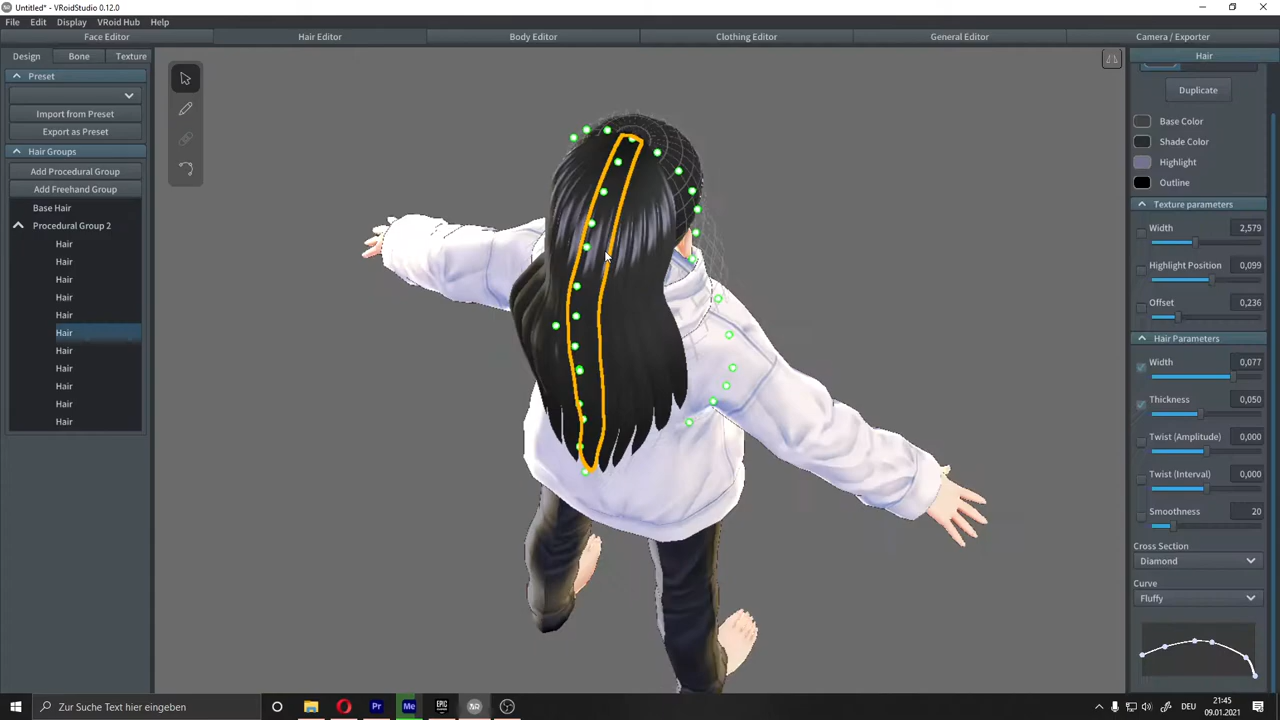 Untitled* - VRoidStudio 0.12.0
File Edit Display VRoid Hub Help
Face Editor Hair Editor Body Editor Clothing Editor General Editor Camera / Exporter
Design Bone Texture
Preset
Import from Preset
Export as Preset
Hair Groups
Add Procedural Group
Add Freehand Group
Base Hair
Procedural Group 2
Hair
Hair
Hair
Hair
Hair
Hair
Hair
Hair
Hair
Hair
Hair
Hair
Duplicate
Base Color
Shade Color
Highlight
Outline
Texture parameters
Width 2,579
Highlight Position 0,099
Offset 0,236
Hair Parameters
Width 0,077
Thickness 0,050
Twist (Amplitude) 0,000
Twist (Interval) 0,000
Smoothness 20
Cross Section
Diamond
Curve
Fluffy
Zur Suche Text hier eingeben
Pr
Me
EPIC
DEU
21:45
09.01.2021